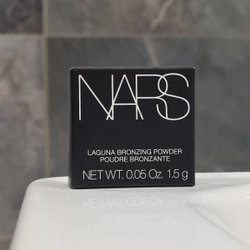 NARS
LAGUNA BRONZING POWDER
POUDRE BRONZANTE
NET WT. 0.05 Oz. 1.5 g